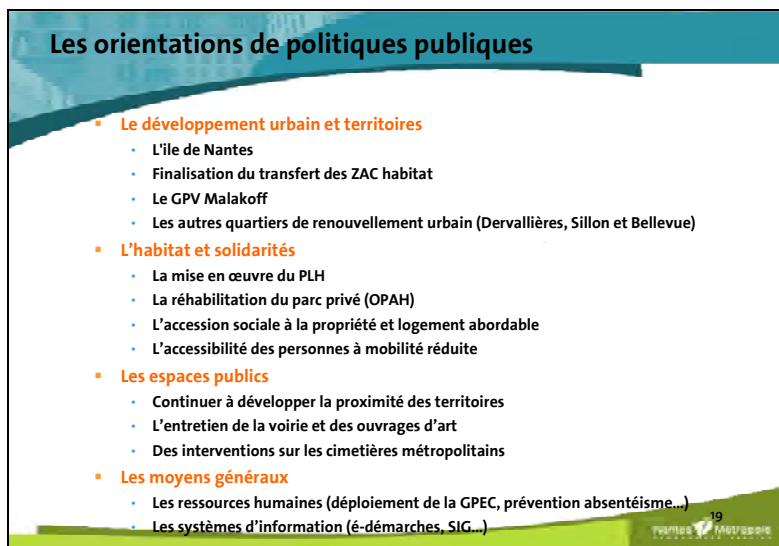 Les orientations de politiques publiques
▪ Le développement urbain et territoires
• L'ile de Nantes
• Finalisation du transfert des ZAC habitat
• Le GPV Malakoff
• Les autres quartiers de renouvellement urbain (Dervallières, Sillon et Bellevue)
▪ L'habitat et solidarités
• La mise en œuvre du PLH
• La réhabilitation du parc privé (OPAH)
• L'accession sociale à la propriété et logement abordable
• L'accessibilité des personnes à mobilité réduite
▪ Les espaces publics
• Continuer à développer la proximité des territoires
• L'entretien de la voirie et des ouvrages d'art
• Des interventions sur les cimetières métropolitains
▪ Les moyens généraux
• Les ressources humaines (déploiement de la GPEC, prévention absentéisme...)
• Les systèmes d'information (é-démarches, SIG...)
19
Nantes Métropole